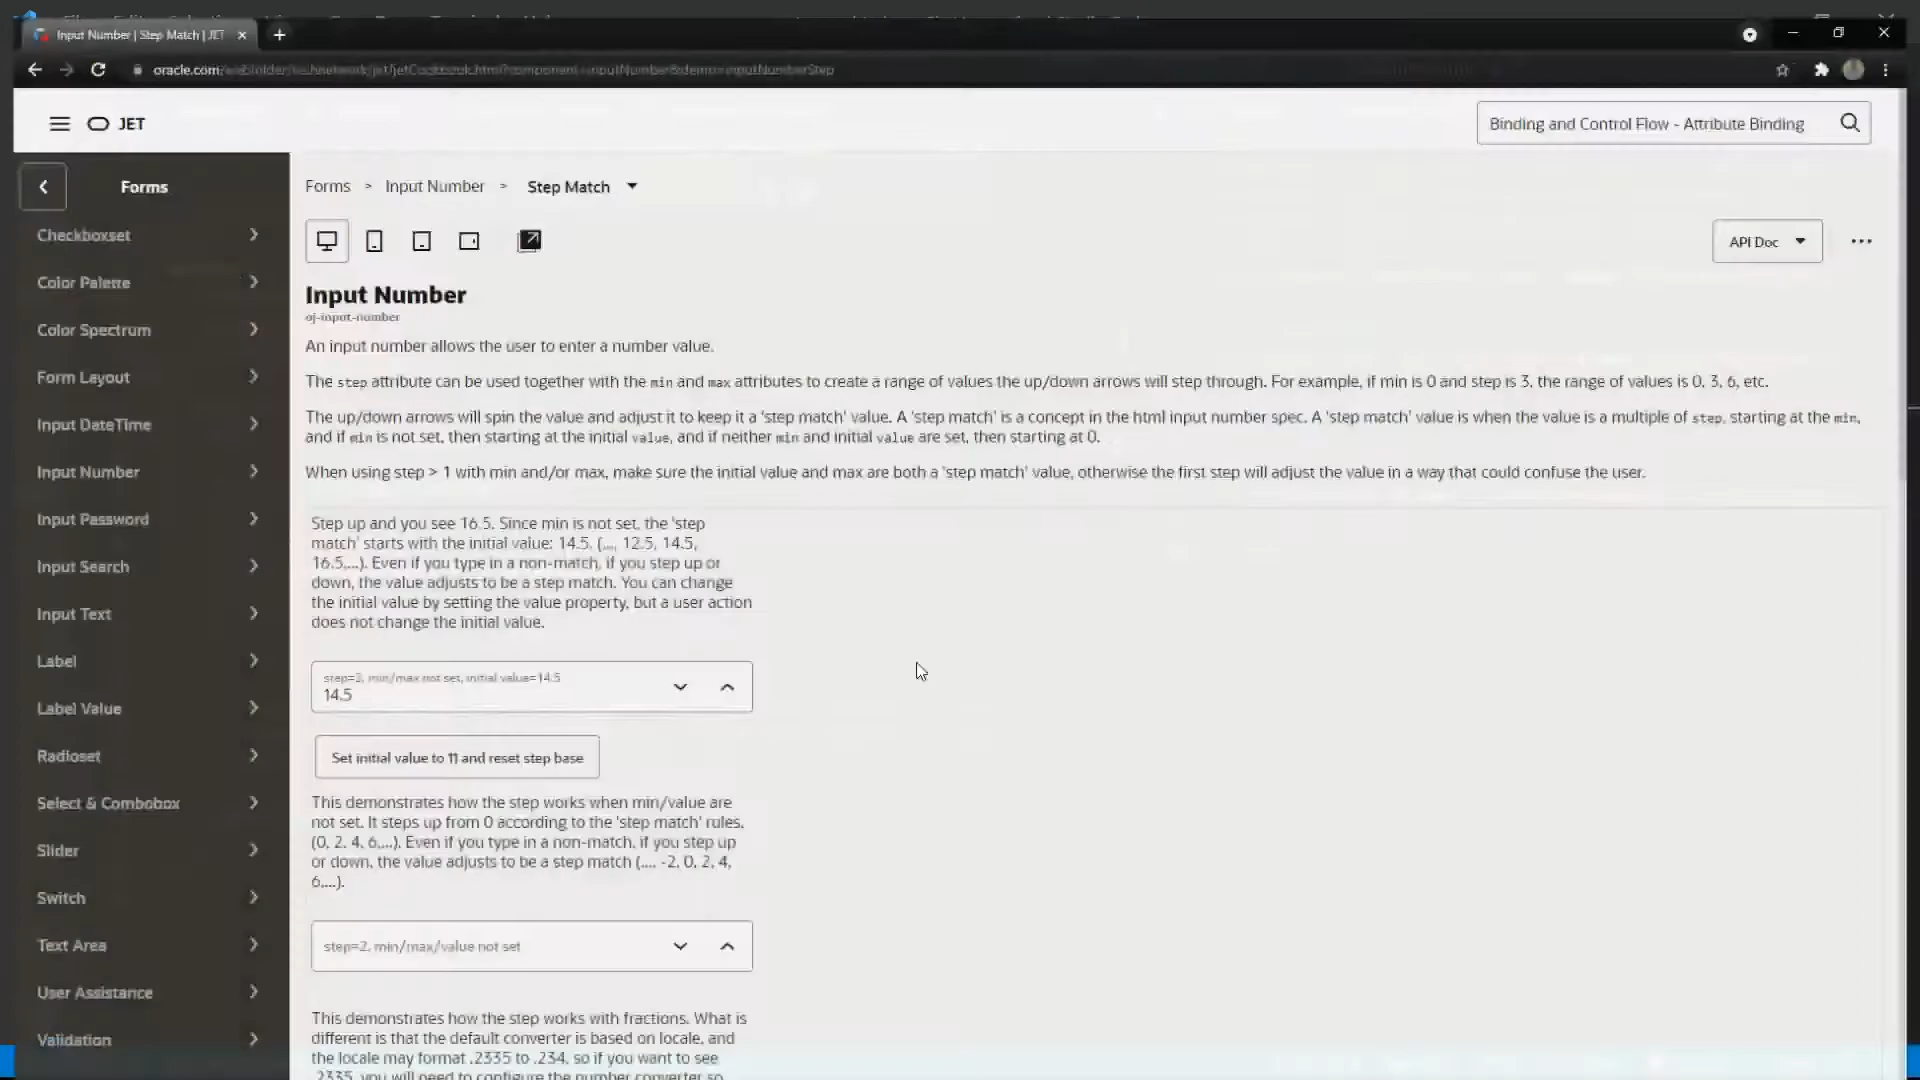 Input Number | Step Match | JET
oracle.com
JET
Binding and Control Flow - Attribute Binding
Forms
Forms > Input Number > Step Match
API Doc
Checkboxset
Color Palette
Color Spectrum
Form Layout
Input DateTime
Input Number
Input Password
Input Search
Input Text
Label
Label Value
Radioset
Select & Combobox
Slider
Switch
Text Area
User Assistance
Validation
Input Number
oj-input-number
An input number allows the user to enter a number value.
The step attribute can be used together with the min and max attributes to create a range of values the up/down arrows will step through. For example, if min is 0 and step is 3, the range of values is 0, 3, 6, etc.
The up/down arrows will spin the value and adjust it to keep it a 'step match' value. A 'step match' is a concept in the html input number spec. A 'step match' value is when the value is a multiple of step, starting at the min,
and if min is not set, then starting at the initial value, and if neither min and initial value are set, then starting at 0.
When using step > 1 with min and/or max, make sure the initial value and max are both a 'step match' value, otherwise the first step will adjust the value in a way that could confuse the user.
Step up and you see 16.5. Since min is not set, the 'step
match' starts with the initial value: 14.5. (..., 12.5, 14.5,
16.5,...). Even if you type in a non-match, if you step up or
down, the value adjusts to be a step match. You can change
the initial value by setting the value property, but a user action
does not change the initial value.
step=2, min/max not set, initial value=14.5
14.5
Set initial value to 11 and reset step base
This demonstrates how the step works when min/value are
not set. It steps up from 0 according to the 'step match' rules.
(0, 2, 4, 6,...). Even if you type in a non-match, if you step up
or down, the value adjusts to be a step match (..., -2, 0, 2, 4,
6,...).
step=2, min/max/value not set
This demonstrates how the step works with fractions. What is
different is that the default converter is based on locale, and
the locale may format .2335 to .234, so if you want to see
.2335, you will need to configure the number converter so